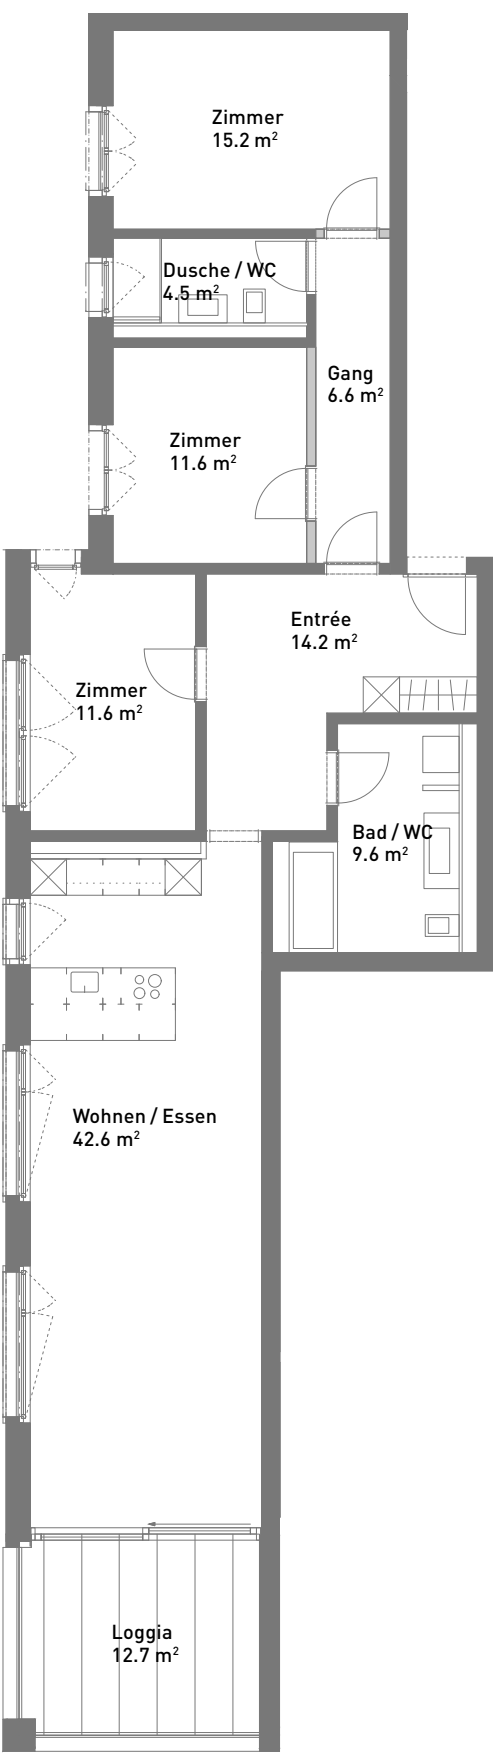 Zimmer
15.2 m²
Dusche / WC
4.5 m²
Gang
6.6 m²
Zimmer
11.6 m²
Entrée
14.2 m²
Zimmer
11.6 m²
Bad / WC
9.6 m²
Wohnen / Essen
42.6 m²
Loggia
12.7 m²